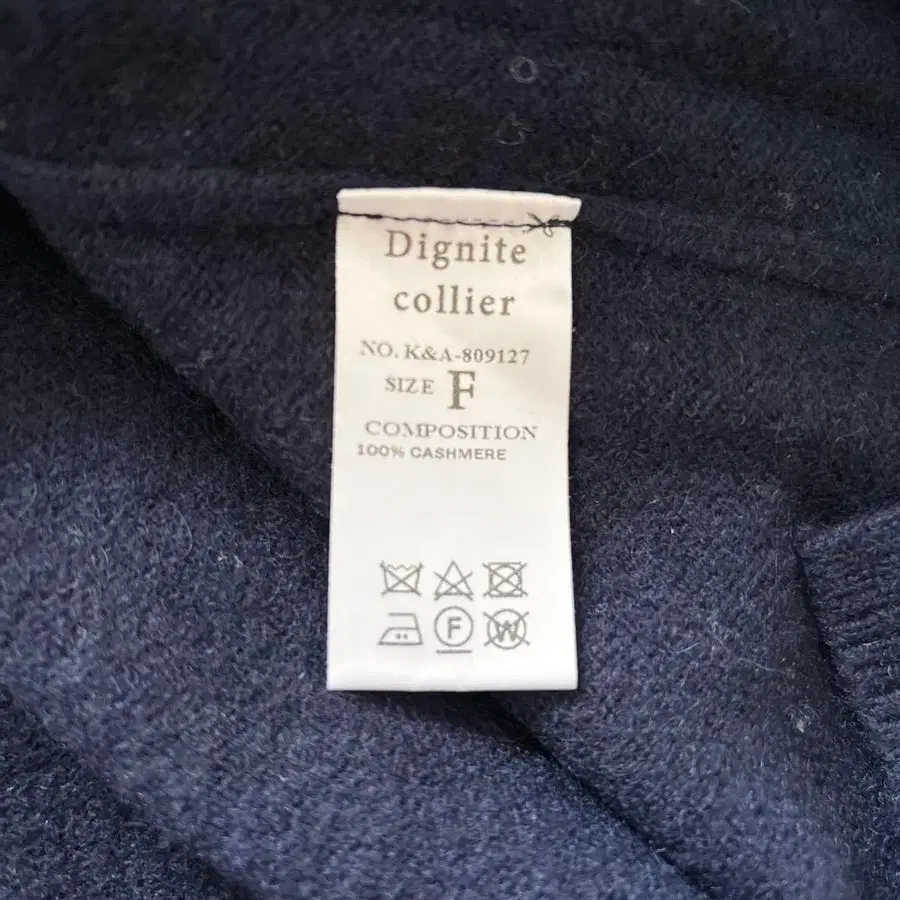 Dignite
collier
NO. K&A-809127
SIZE F
COMPOSITION
100% CASHMERE
F W